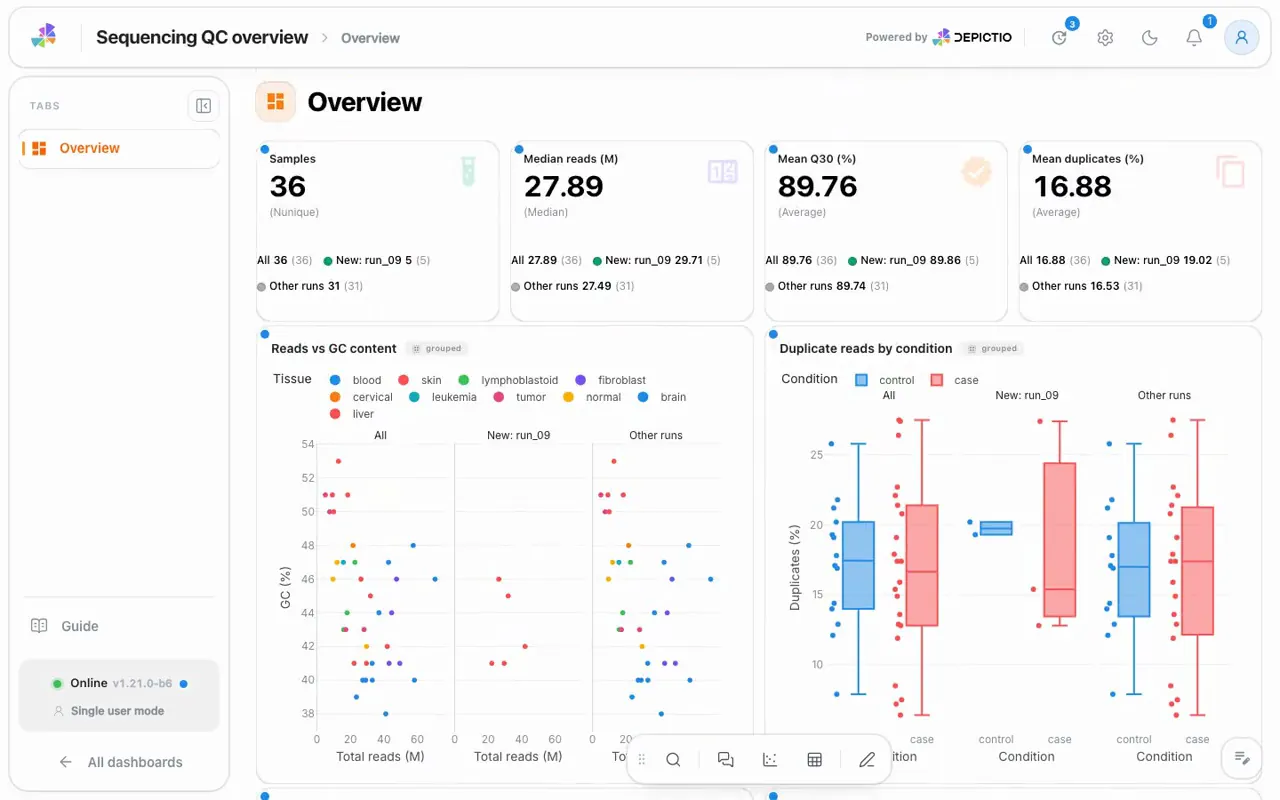 Sequencing QC overview > Overview
Powered by DEPICTIO
3
1
TABS
Overview
Guide
Online v1.21.0-b6
Single user mode
All dashboards
Overview
Samples
36
(Nunique)
All 36 (36) New: run_09 5 (5)
Other runs 31 (31)
Median reads (M)
27.89
(Median)
All 27.89 (36) New: run_09 29.71 (5)
Other runs 27.49 (31)
Mean Q30 (%)
89.76
(Average)
All 89.76 (36) New: run_09 89.86 (5)
Other runs 89.74 (31)
Mean duplicates (%)
16.88
(Average)
All 16.88 (36) New: run_09 19.02 (5)
Other runs 16.53 (31)
Reads vs GC content grouped
Tissue blood skin lymphoblastoid fibroblast
cervical leukemia tumor normal brain
liver
All New: run_09 Other runs
54
52
50
48
46
44
42
40
38
GC (%)
0 20 40 60 0 20 40 60 0 20
Total reads (M) Total reads (M) To
Duplicate reads by condition grouped
Condition control case
All New: run_09 Other runs
25
20
15
10
Duplicates (%)
case control case control case
ition Condition Condition